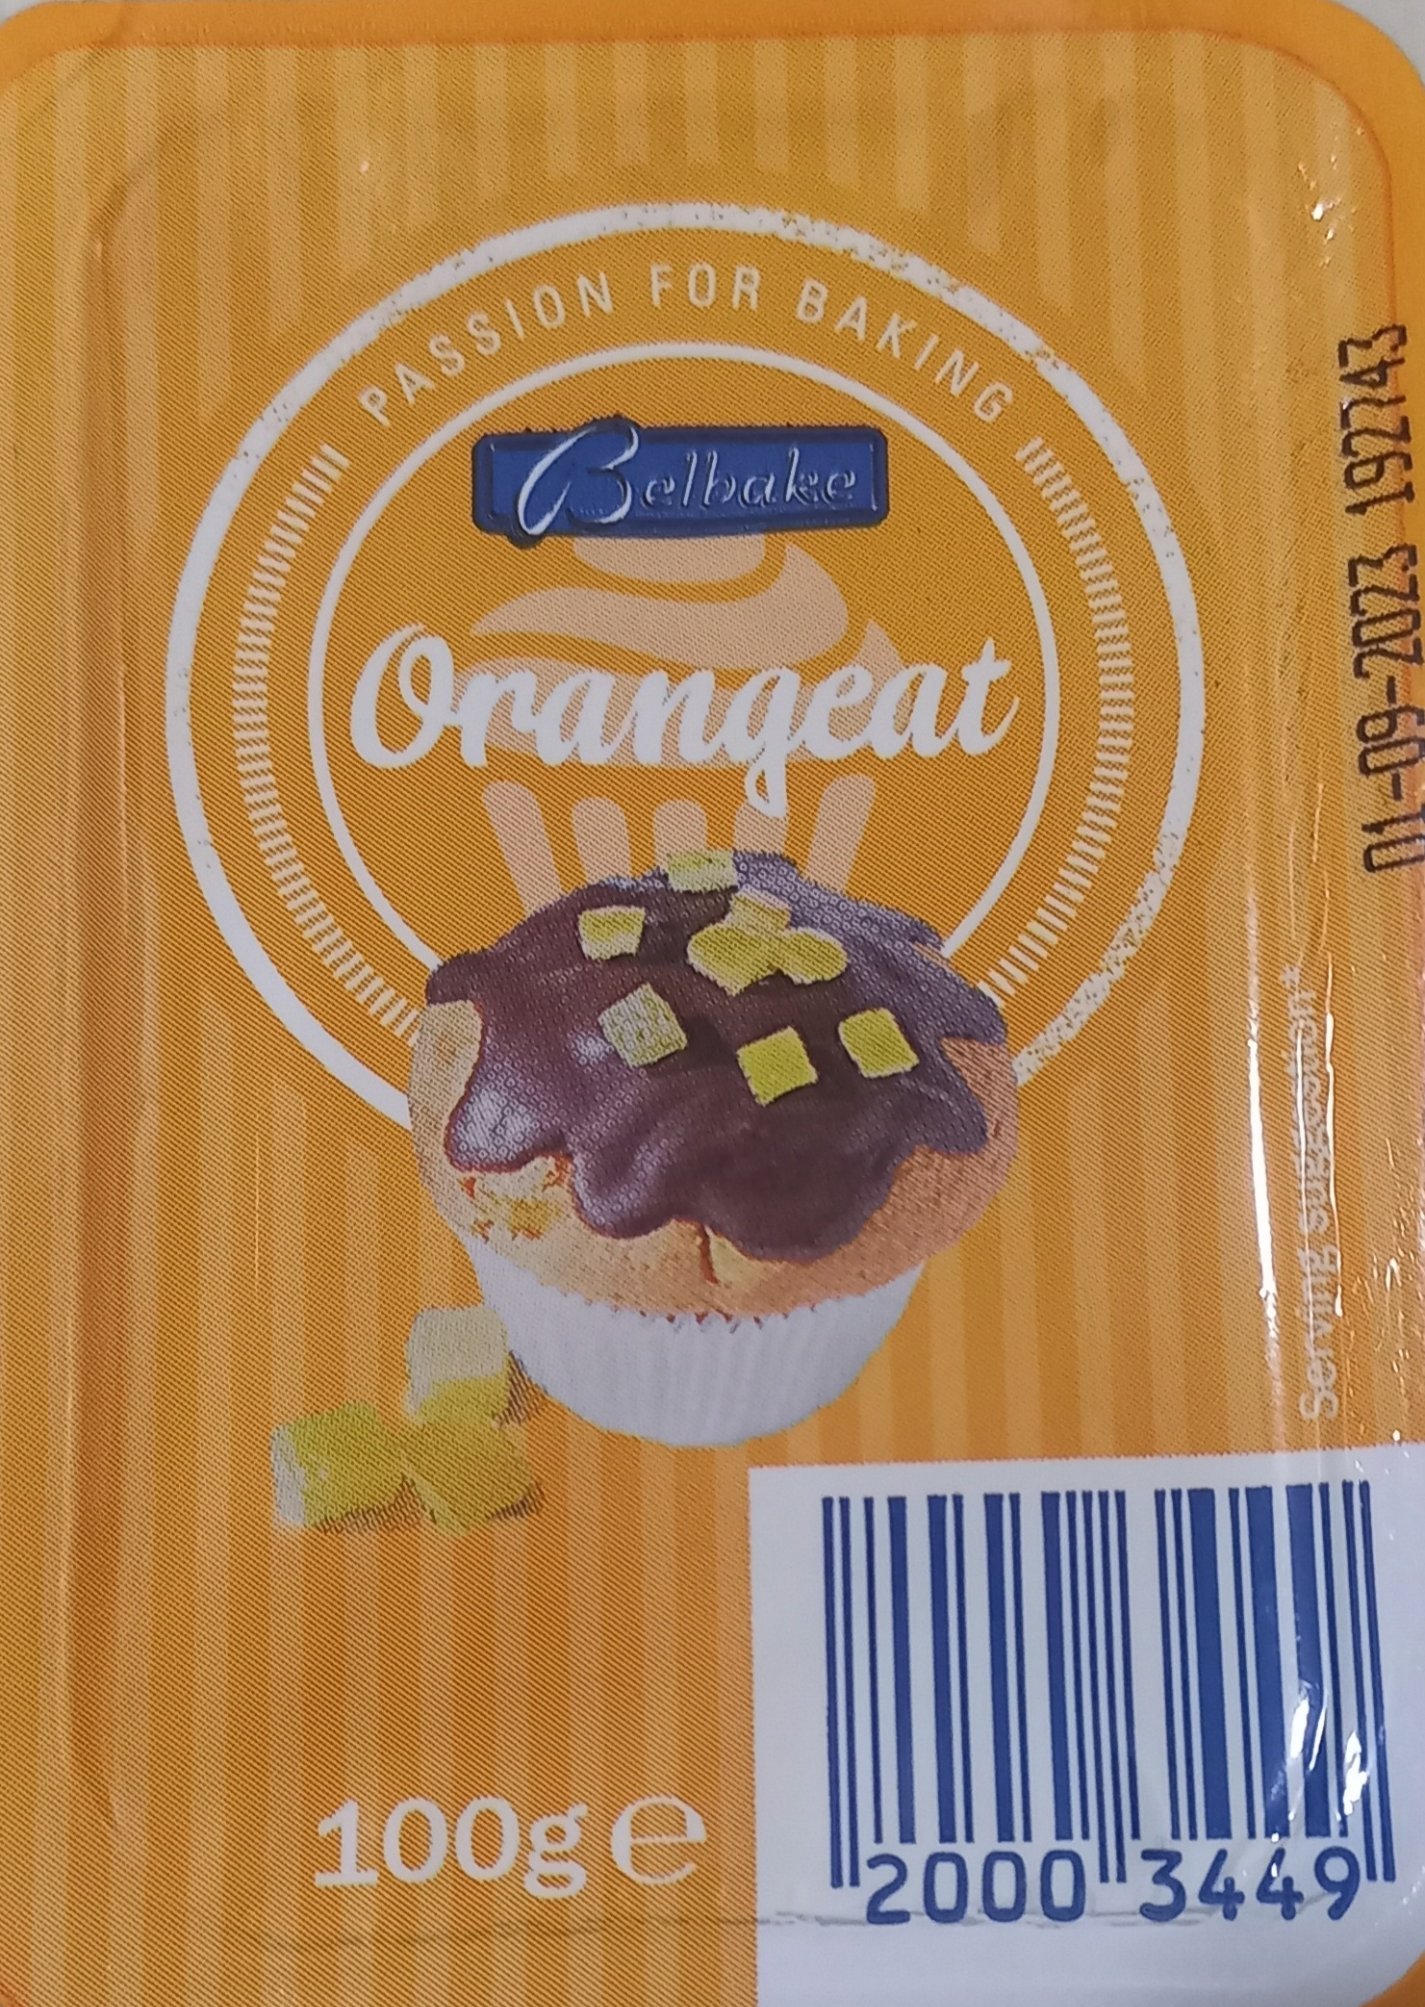 PASSION FOR BAKING
Belbake
Orangeat
01-09-2023 192743
Serving suggestion*
100g e
2000 3449